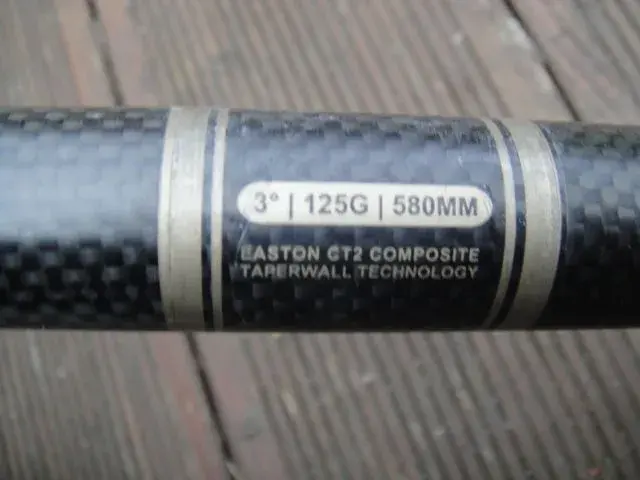 3° | 125G | 580MM
EASTON CT2 COMPOSITE
TAPERWALL TECHNOLOGY